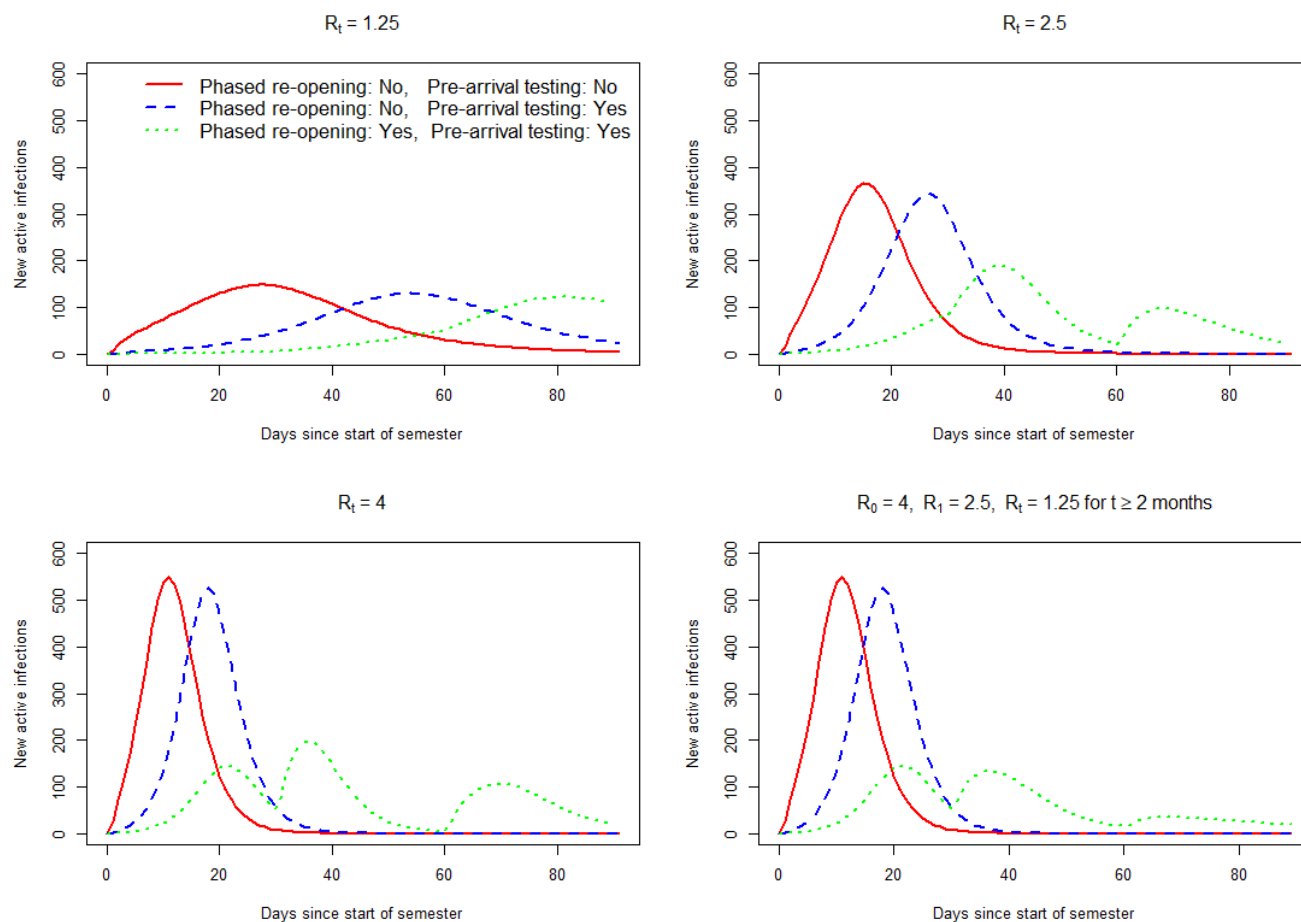 R_t = 1.25
600
500
400
300
200
100
0
New active infections
Phased re-opening: No, Pre-arrival testing: No
Phased re-opening: No, Pre-arrival testing: Yes
Phased re-opening: Yes, Pre-arrival testing: Yes
0 20 40 60 80
Days since start of semester
R_t = 2.5
600
500
400
300
200
100
0
New active infections
0 20 40 60 80
Days since start of semester
R_t = 4
600
500
400
300
200
100
0
New active infections
0 20 40 60 80
Days since start of semester
R_0 = 4, R_1 = 2.5, R_t = 1.25 for t ≥ 2 months
600
500
400
300
200
100
0
New active infections
0 20 40 60 80
Days since start of semester